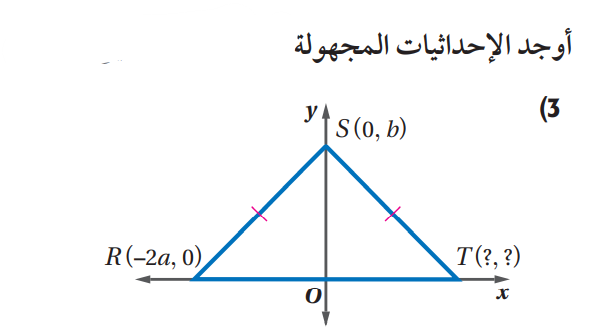 أوجد الإحداثيات المجهولة
(3
y
S(0, b)
R(−2a, 0)
T(?, ?)
O
x